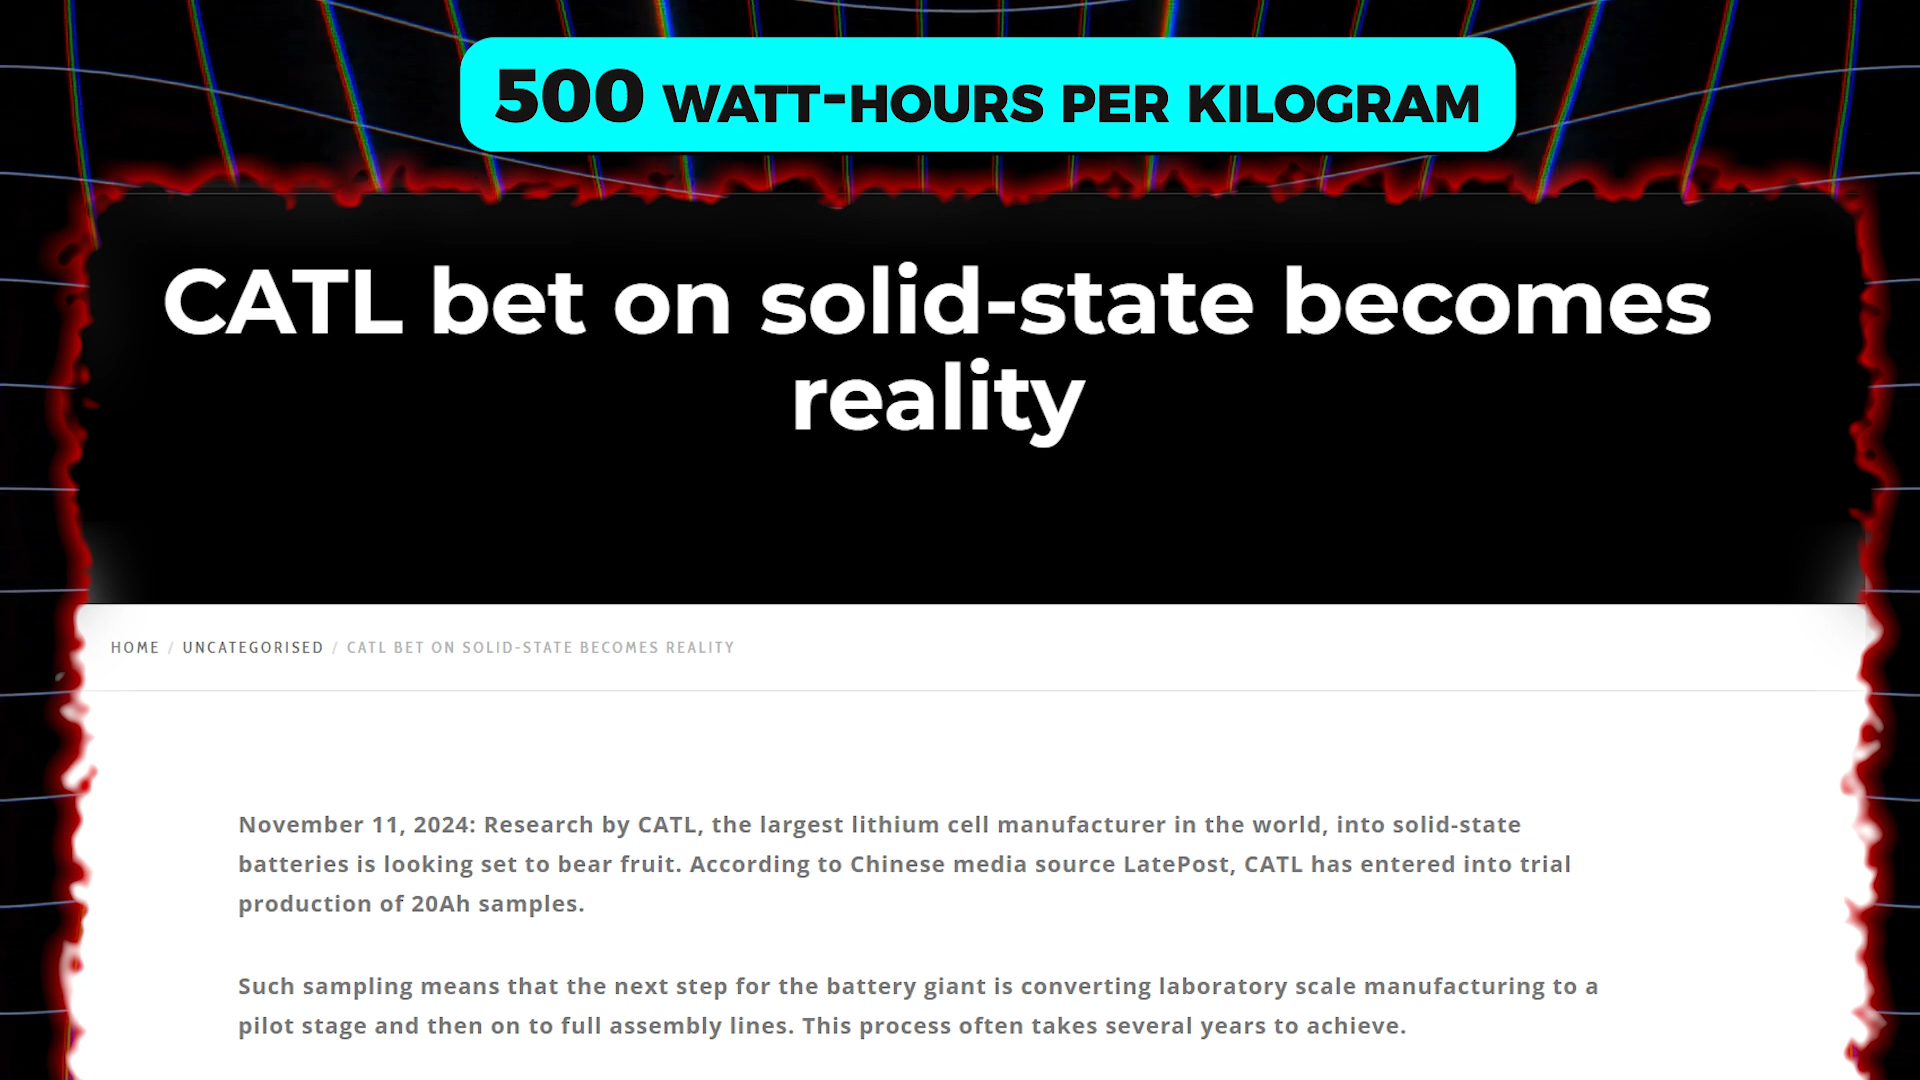 500 WATT-HOURS PER KILOGRAM
CATL bet on solid-state becomes
reality
HOME / UNCATEGORISED / CATL BET ON SOLID-STATE BECOMES REALITY
November 11, 2024: Research by CATL, the largest lithium cell manufacturer in the world, into solid-state
batteries is looking set to bear fruit. According to Chinese media source LatePost, CATL has entered into trial
production of 20Ah samples.
Such sampling means that the next step for the battery giant is converting laboratory scale manufacturing to a
pilot stage and then on to full assembly lines. This process often takes several years to achieve.